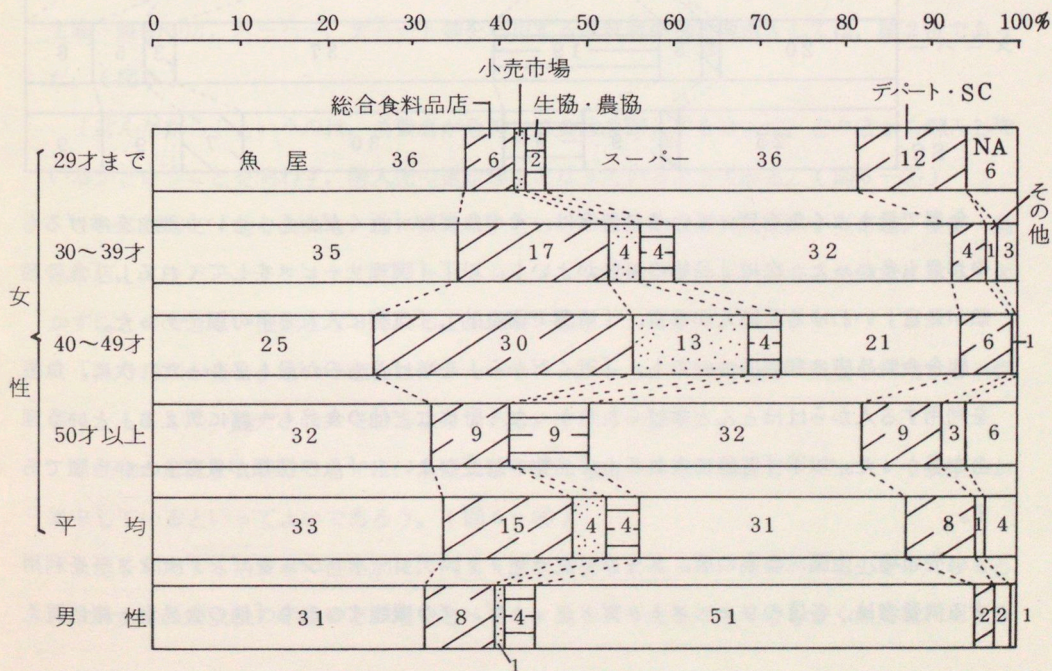 0 10 20 30 40 50 60 70 80 90 100%
小売市場
総合食料品店 生協・農協 デパート・SC
29才まで 魚屋 36 6 2 スーパー 36 12 NA 6
その他
30～39才 35 17 4 4 32 4 1 3
40～49才 25 30 13 4 21 6 1
50才以上 32 9 9 32 9 3 6
平均 33 15 4 4 31 8 1 4
男性 31 8 1 4 51 2 2 1
1
女性